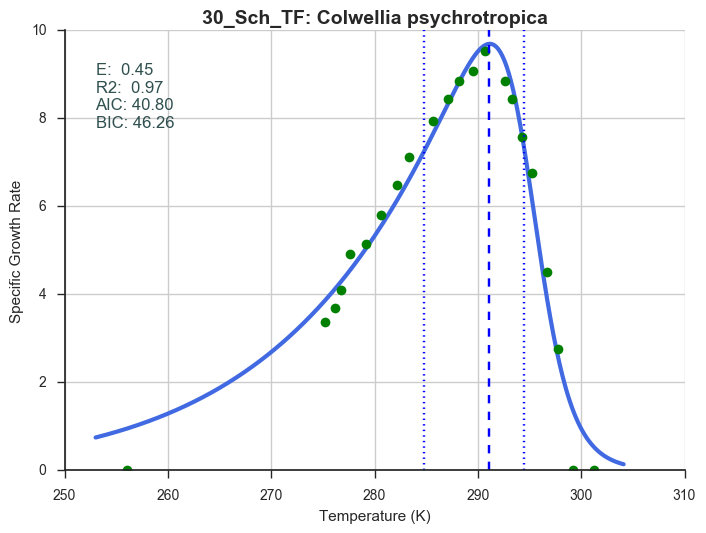 30_Sch_TF: Colwellia psychrotropica
E:  0.45
R2:  0.97
AIC: 40.80
BIC: 46.26
10
8
6
4
2
0
Specific Growth Rate
250 260 270 280 290 300 310
Temperature (K)